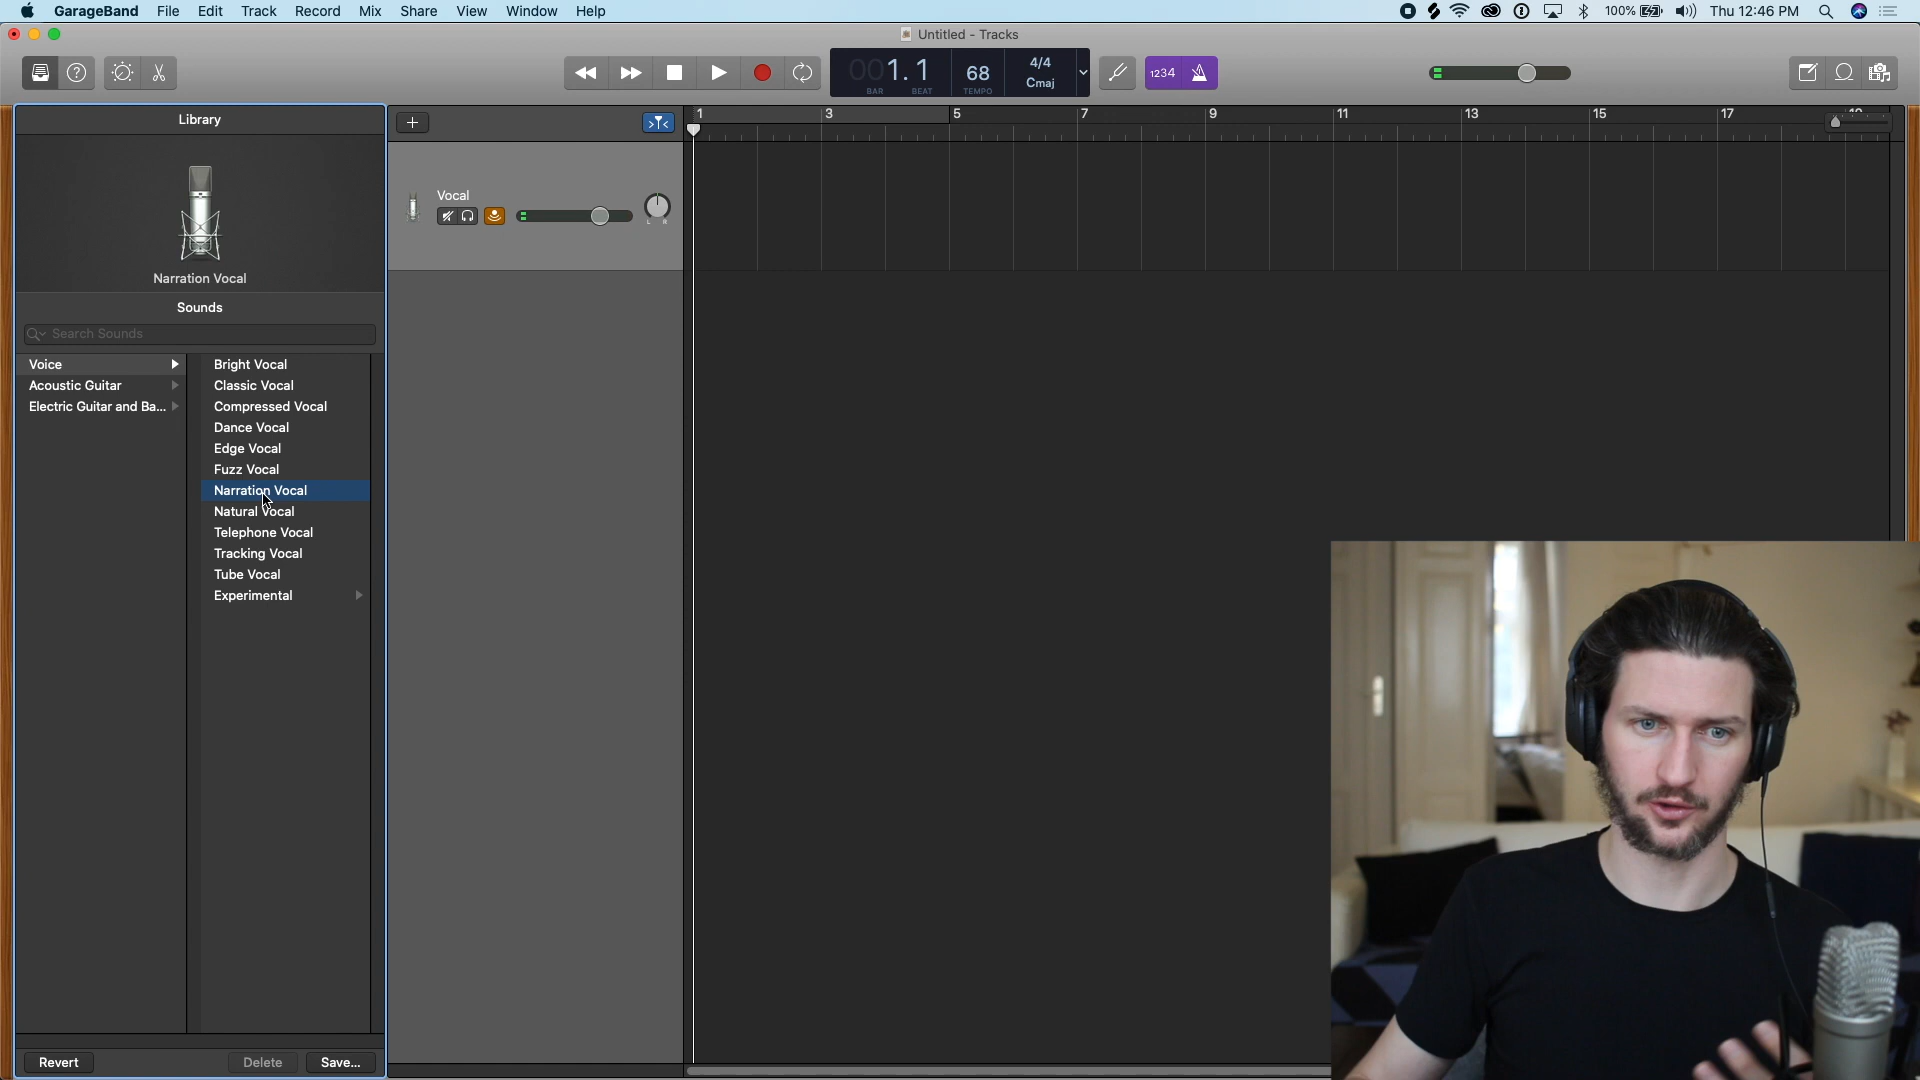 GarageBand File Edit Track Record Mix Share View Window Help
100% Thu 12:46 PM
Untitled - Tracks
001.1 68 4/4
Cmaj
BAR BEAT TEMPO
1234
Library
Narration Vocal
Sounds
Search Sounds
Voice
Acoustic Guitar
Electric Guitar and Ba...
Bright Vocal
Classic Vocal
Compressed Vocal
Dance Vocal
Edge Vocal
Fuzz Vocal
Narration Vocal
Natural Vocal
Telephone Vocal
Tracking Vocal
Tube Vocal
Experimental
Revert Delete Save...
1 3 5 7 9 11 13 15 17 19
Vocal
L R